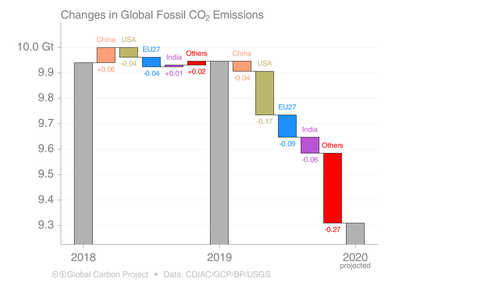 Changes in Global Fossil CO₂ Emissions
10.0 Gt
9.9
9.8
9.7
9.6
9.5
9.4
9.3
China
+0.06
USA
-0.04
EU27
-0.04
India
+0.01
Others
+0.02
China
-0.04
USA
-0.17
EU27
-0.09
India
-0.06
Others
-0.27
2018
2019
2020
projected
Global Carbon Project • Data: CDIAC/GCP/BP/USGS